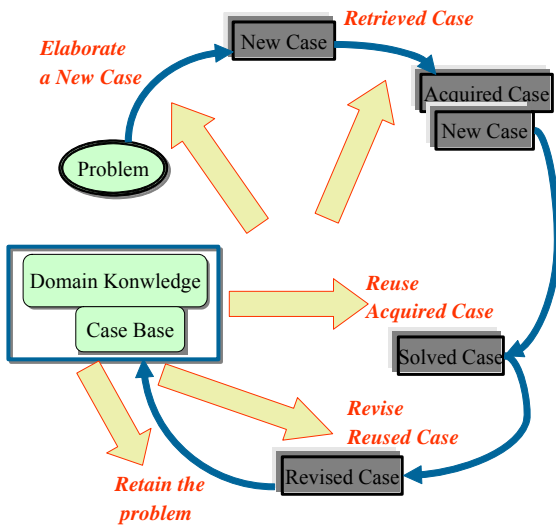 Retrieved Case
New Case
Elaborate
a New Case
Acquired Case
New Case
Problem
Domain Konwledge
Case Base
Reuse
Acquired Case
Solved Case
Revise
Reused Case
Revised Case
Retain the
problem